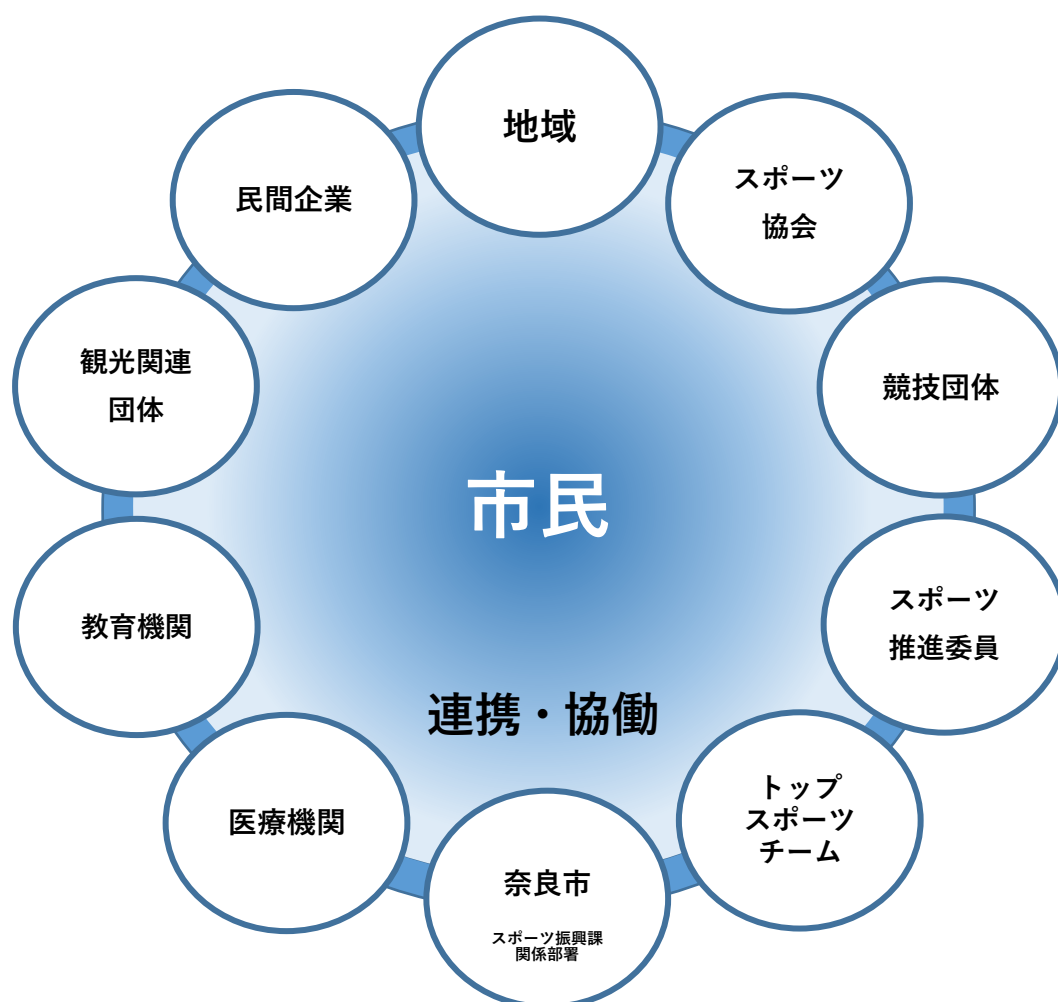 地域
スポーツ
協会
民間企業
観光関連
団体
競技団体
市民
教育機関
スポーツ
推進委員
連携・協働
医療機関
トップ
スポーツ
チーム
奈良市
スポーツ振興課
関係部署